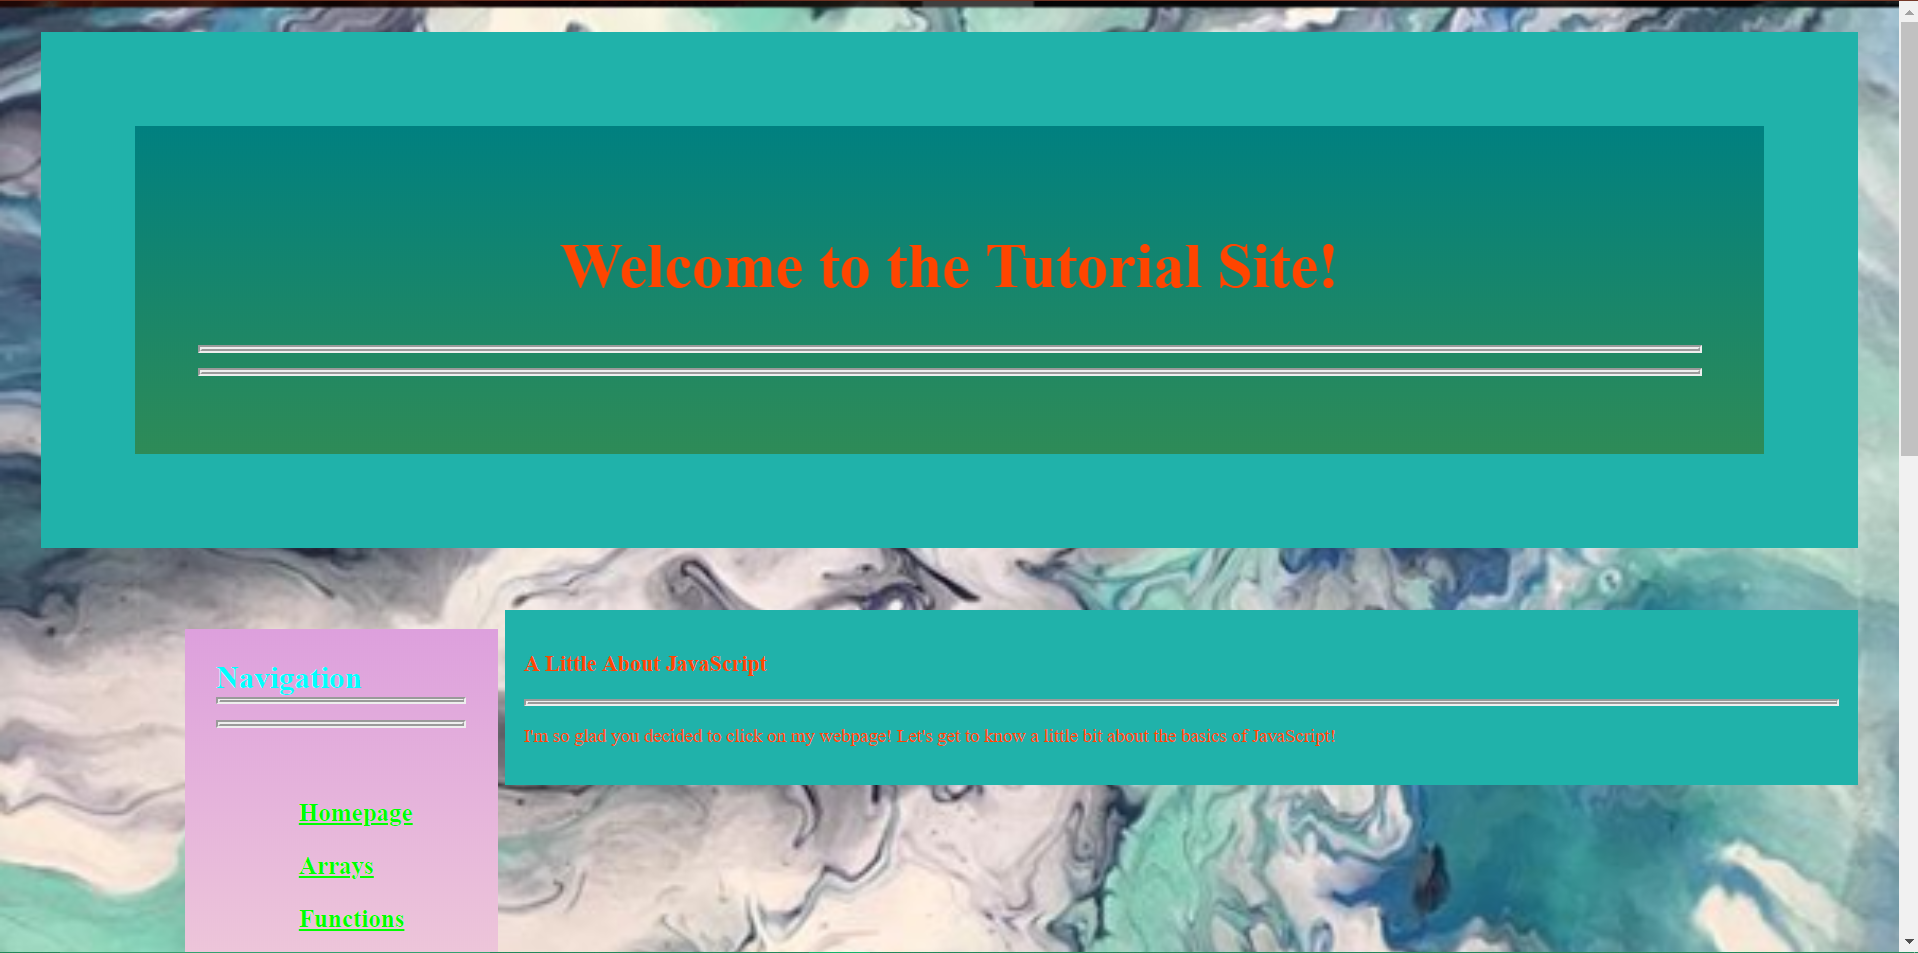 Welcome to the Tutorial Site!
Navigation
Homepage
Arrays
Functions
A Little About JavaScript
I'm so glad you decided to click on my webpage! Let's get to know a little bit about the basics of JavaScript!